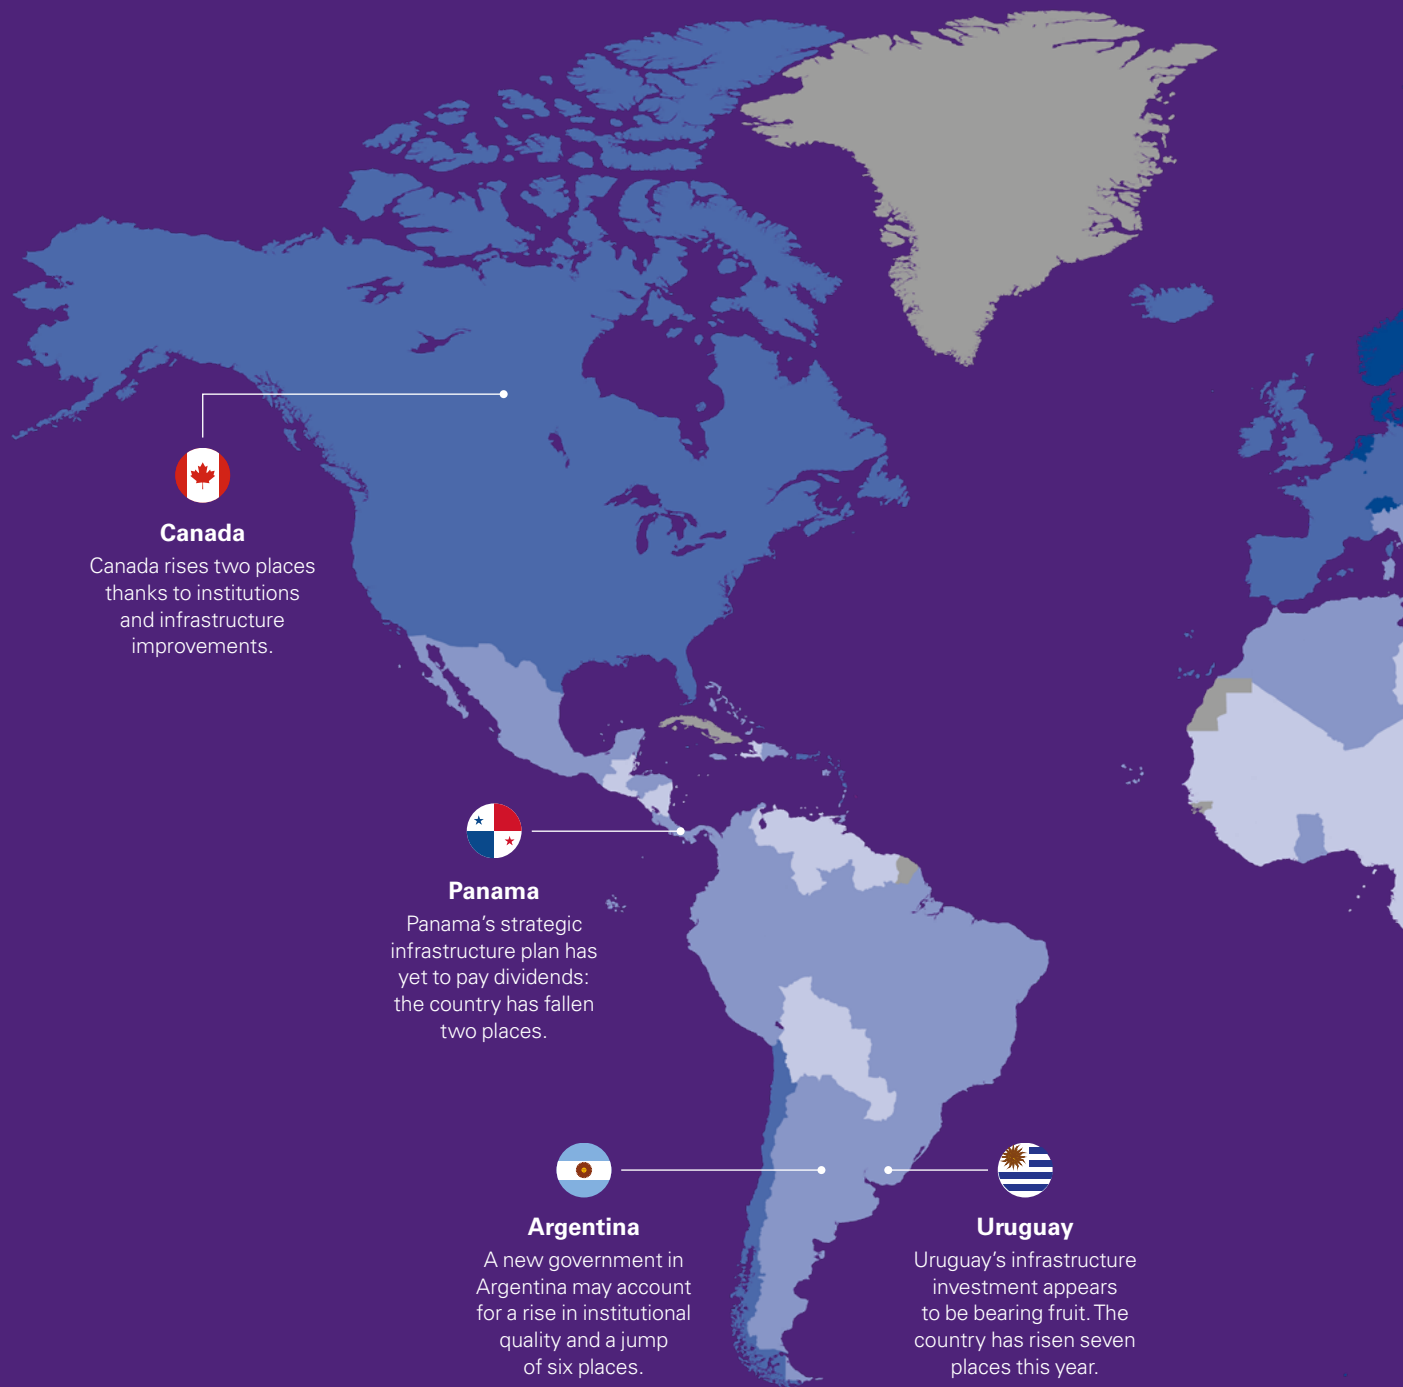 Canada
Canada rises two places
thanks to institutions
and infrastructure
improvements.
Panama
Panama’s strategic
infrastructure plan has
yet to pay dividends:
the country has fallen
two places.
Argentina
A new government in
Argentina may account
for a rise in institutional
quality and a jump
of six places.
Uruguay
Uruguay’s infrastructure
investment appears
to be bearing fruit. The
country has risen seven
places this year.